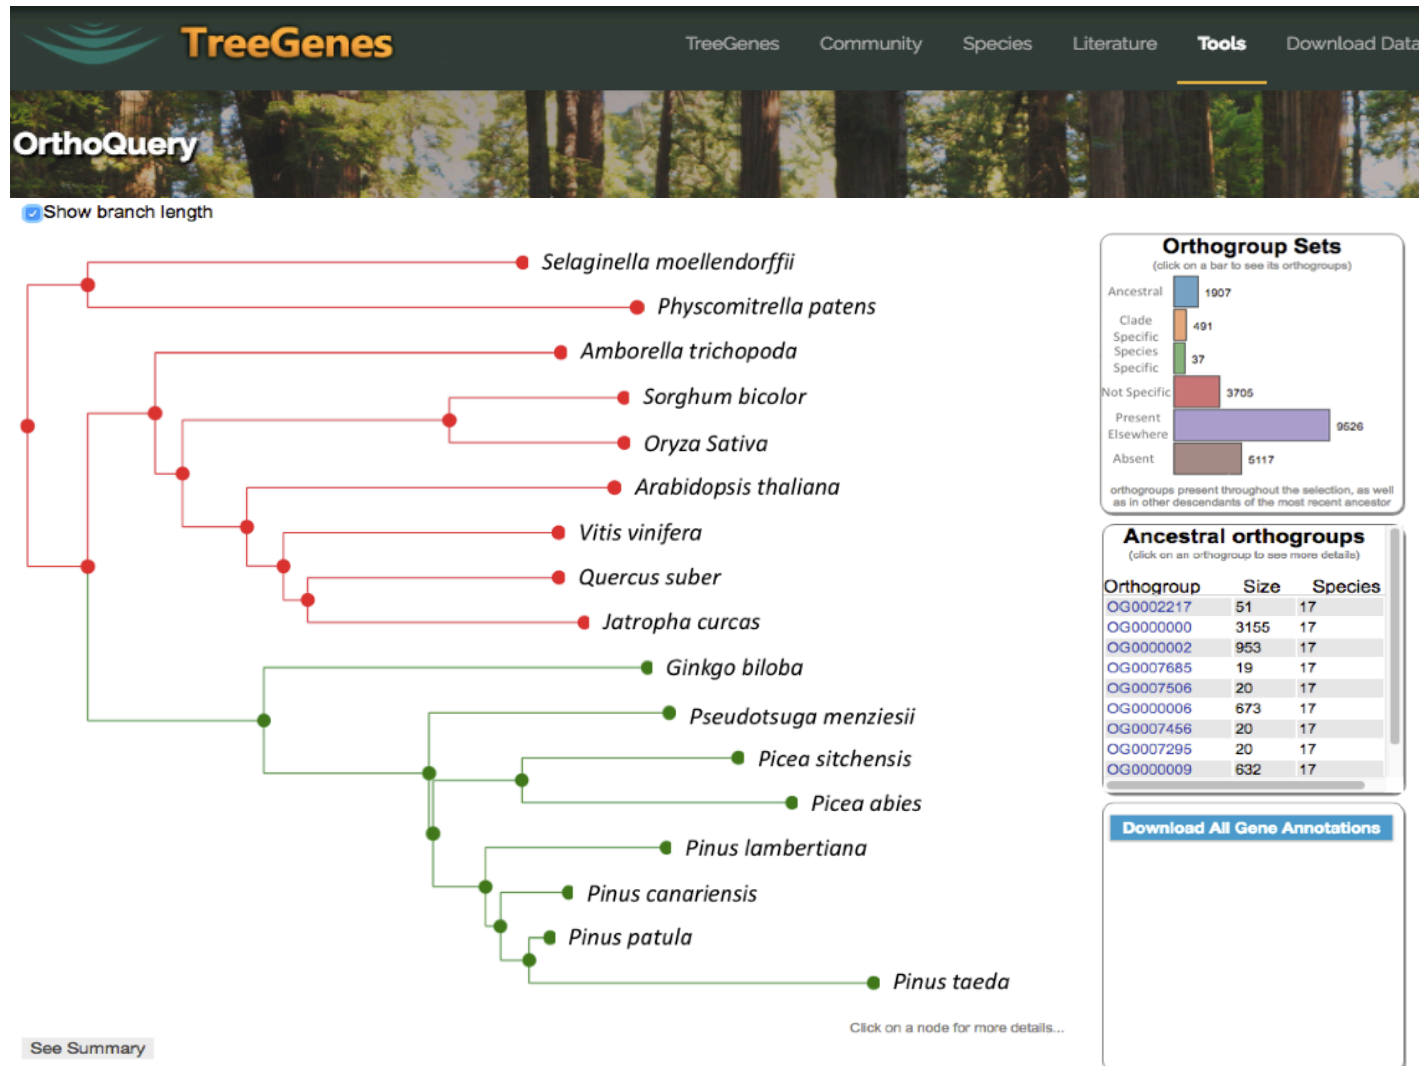 TreeGenes
TreeGenes Community Species Literature Tools Download Data
OrthoQuery
Show branch length
Selaginella moellendorffii
Physcomitrella patens
Amborella trichopoda
Sorghum bicolor
Oryza Sativa
Arabidopsis thaliana
Vitis vinifera
Quercus suber
Jatropha curcas
Ginkgo biloba
Pseudotsuga menziesii
Picea sitchensis
Picea abies
Pinus lambertiana
Pinus canariensis
Pinus patula
Pinus taeda
Click on a node for more details...
See Summary
Orthogroup Sets
(click on a bar to see its orthogroups)
Ancestral 1907
Clade
Specific 491
Species
Specific 37
Not Specific 3705
Present
Elsewhere 9526
Absent 5117
orthogroups present throughout the selection, as well
as in other descendants of the most recent ancestor
Ancestral orthogroups
(click on an orthogroup to see more details)
Orthogroup Size Species
OG0002217 51 17
OG0000000 3155 17
OG0000002 953 17
OG0007685 19 17
OG0007506 20 17
OG0000006 673 17
OG0007456 20 17
OG0007295 20 17
OG0000009 632 17
Download All Gene Annotations